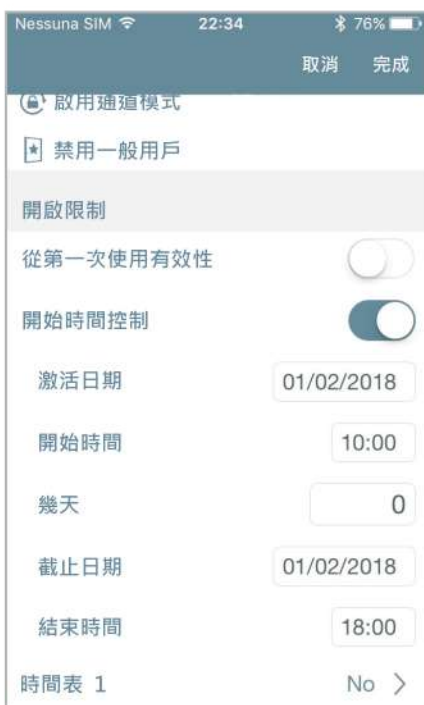 Nessuna SIM 22:34 76%
取消 完成
啟用通道模式
禁用一般用戶
開啟限制
從第一次使用有效性
開始時間控制
激活日期 01/02/2018
開始時間 10:00
幾天 0
截止日期 01/02/2018
結束時間 18:00
時間表 1 No